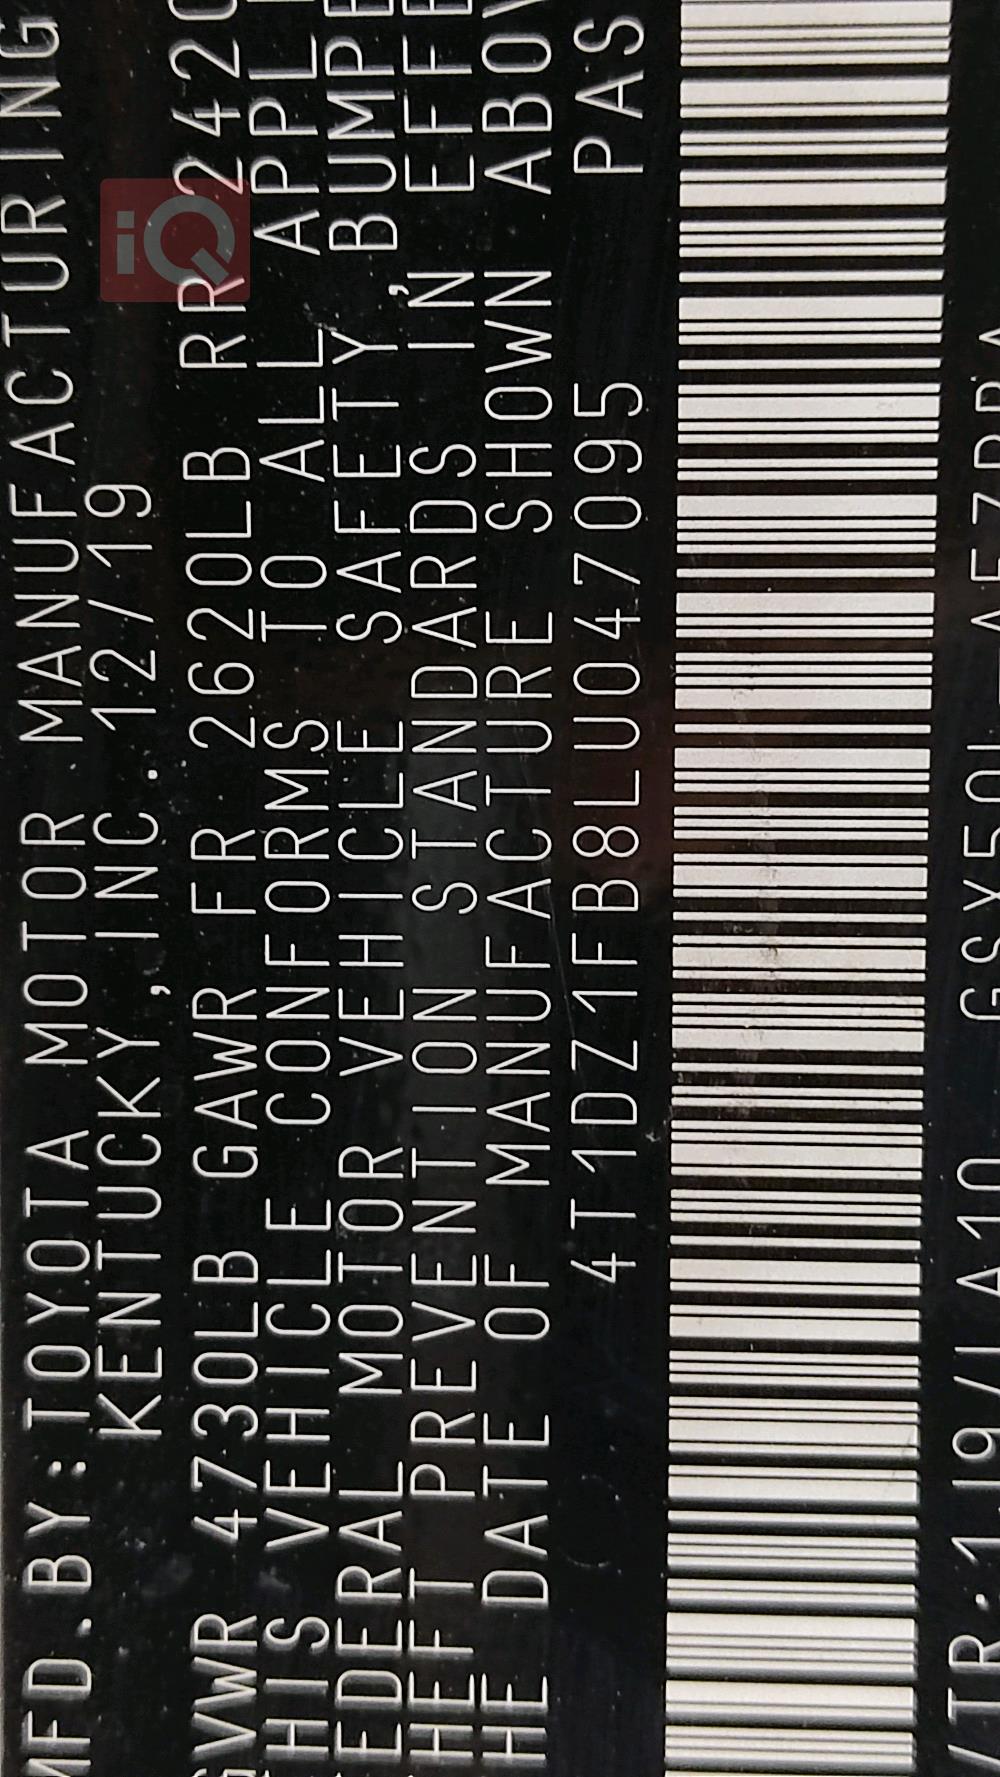 MFD.BY:TOYOTA MOTOR MANUFACTURING
KENTUCKY,INC. 12/19
GVWR 4730LB GAWR FR 2620LB RR 2420
THIS VEHICLE CONFORMS TO ALL APPL
FEDERAL MOTOR VEHICLE SAFETY, BUMPE
THEFT PREVENTION STANDARDS IN EFFE
THE DATE OF MANUFACTURE SHOWN ABOV
4T1DZ1FB8LU047095 PAS
iQ